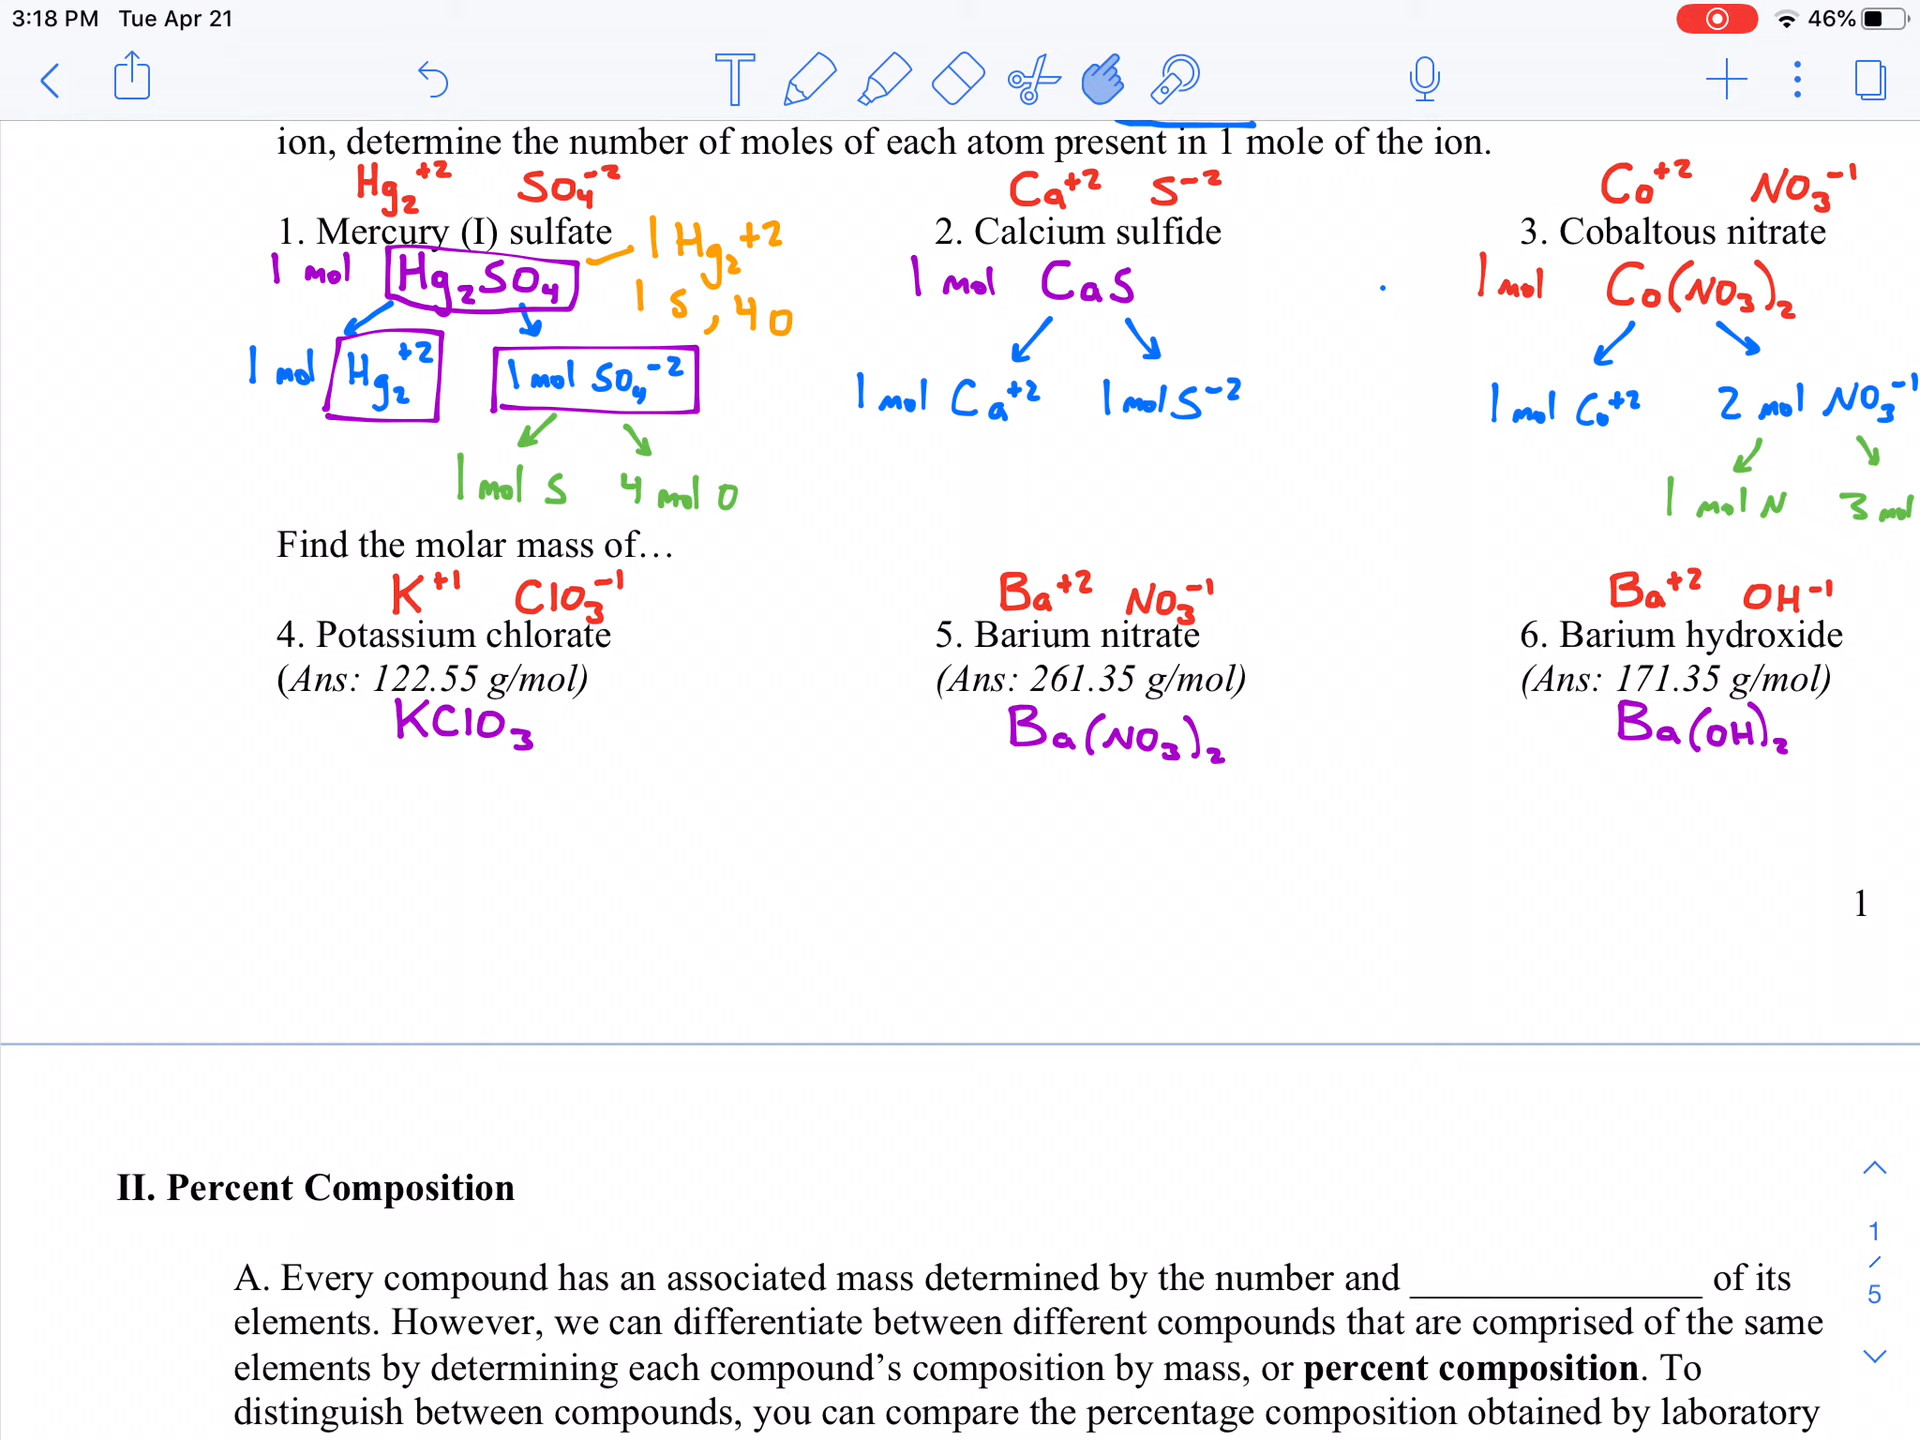 3:18 PM Tue Apr 21 46%
ion, determine the number of moles of each atom present in 1 mole of the ion.
Hg₂⁺² SO₄⁻² Ca⁺² S⁻² Co⁺² NO₃⁻¹
1. Mercury (I) sulfate 2. Calcium sulfide 3. Cobaltous nitrate
1 Hg₂⁺²
1 mol Hg₂SO₄ 1 mol CaS 1 mol Co(NO₃)₂
1 S, 4 O
1 mol Hg₂⁺² 1 mol SO₄⁻² 1 mol Ca⁺² 1 mol S⁻² 1 mol Co⁺² 2 mol NO₃⁻¹
1 mol S 4 mol O 1 mol N 3 mol
Find the molar mass of…
K⁺¹ ClO₃⁻¹ Ba⁺² NO₃⁻¹ Ba⁺² OH⁻¹
4. Potassium chlorate 5. Barium nitrate 6. Barium hydroxide
(Ans: 122.55 g/mol) (Ans: 261.35 g/mol) (Ans: 171.35 g/mol)
KClO₃ Ba(NO₃)₂ Ba(OH)₂
1
II. Percent Composition
1
/
5
A. Every compound has an associated mass determined by the number and ______________ of its
elements. However, we can differentiate between different compounds that are comprised of the same
elements by determining each compound’s composition by mass, or percent composition. To
distinguish between compounds, you can compare the percentage composition obtained by laboratory